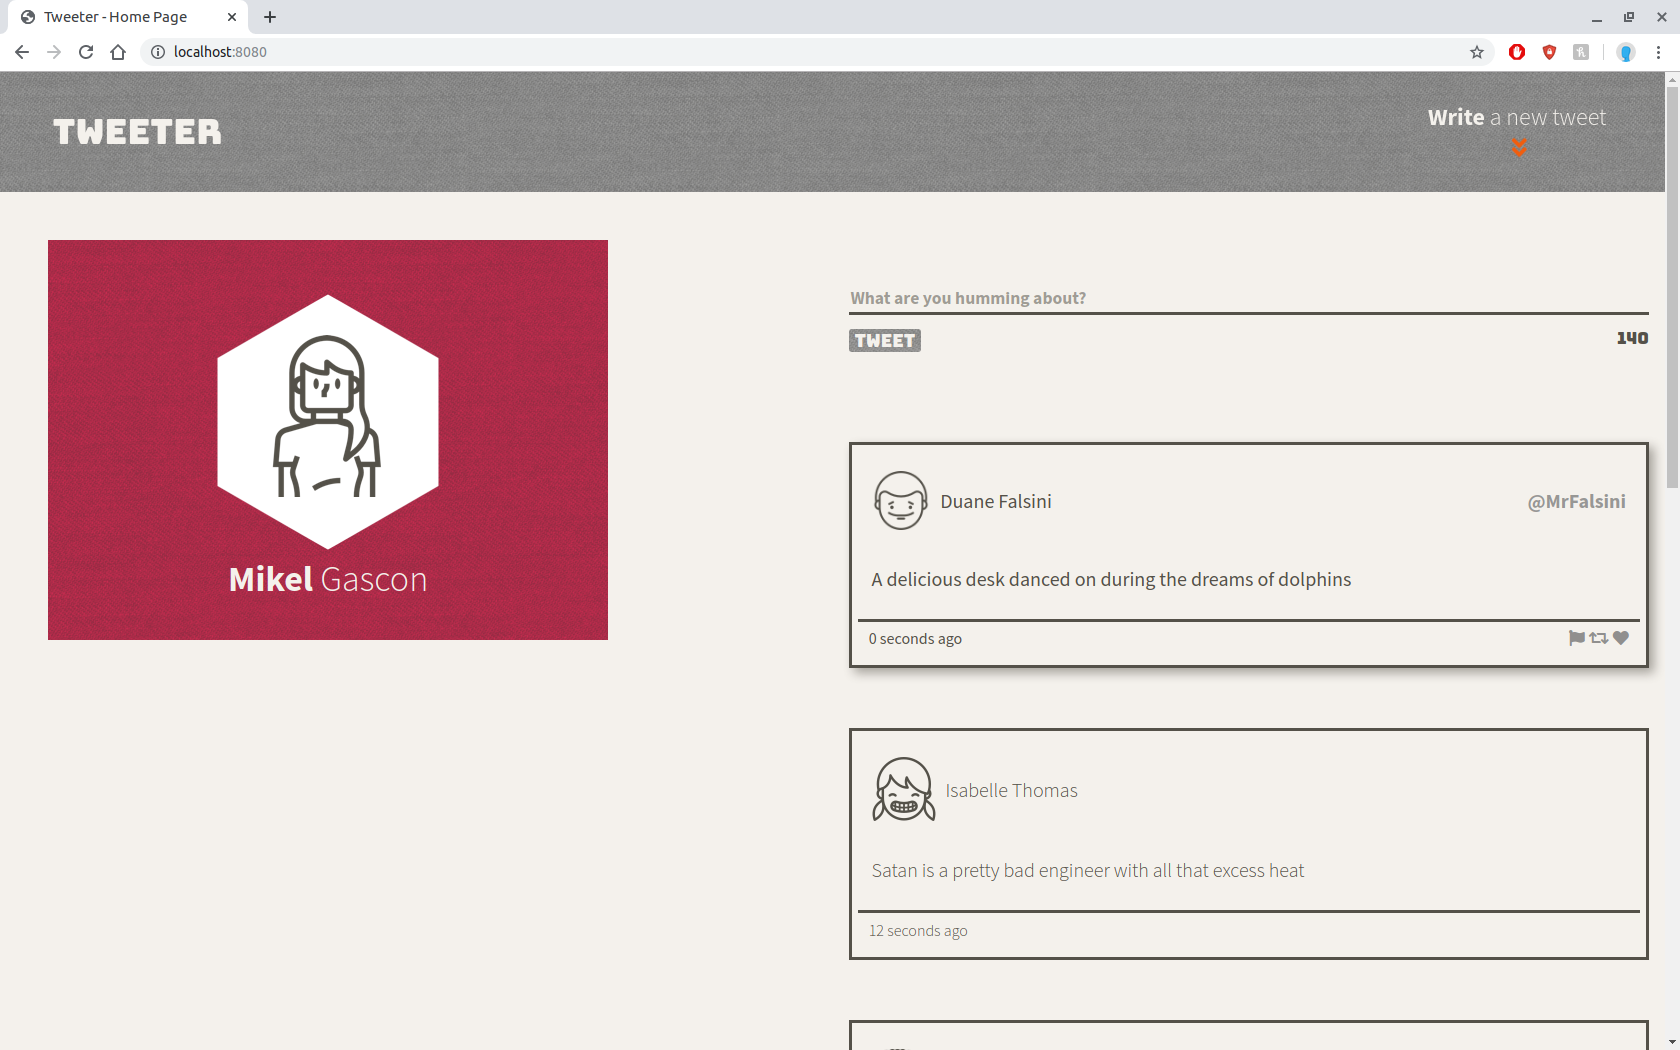 Tweeter - Home Page
localhost:8080
TWEETER
Write a new tweet
Mikel Gascon
What are you humming about?
TWEET
140
Duane Falsini
@MrFalsini
A delicious desk danced on during the dreams of dolphins
0 seconds ago
Isabelle Thomas
Satan is a pretty bad engineer with all that excess heat
12 seconds ago